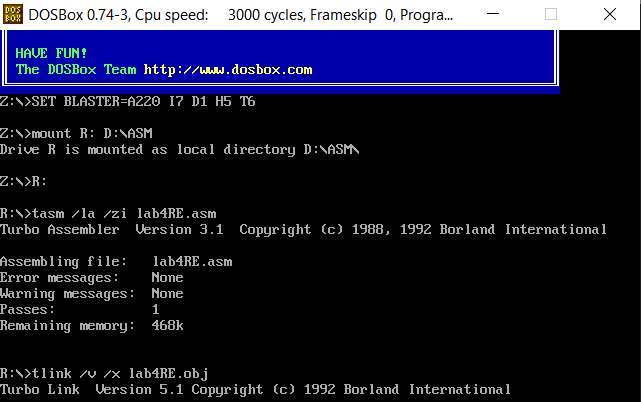 DOSBox 0.74-3, Cpu speed:    3000 cycles, Frameskip  0, Progra...
HAVE FUN!
The DOSBox Team http://www.dosbox.com
Z:\>SET BLASTER=A220 I7 D1 H5 T6
Z:\>mount R: D:\ASM
Drive R is mounted as local directory D:\ASM\
Z:\>R:
R:\>tasm /la /zi lab4RE.asm
Turbo Assembler  Version 3.1  Copyright (c) 1988, 1992 Borland International
Assembling file:   lab4RE.asm
Error messages:    None
Warning messages:  None
Passes:            1
Remaining memory:  468k
R:\>tlink /v /x lab4RE.obj
Turbo Link  Version 5.1 Copyright (c) 1992 Borland International